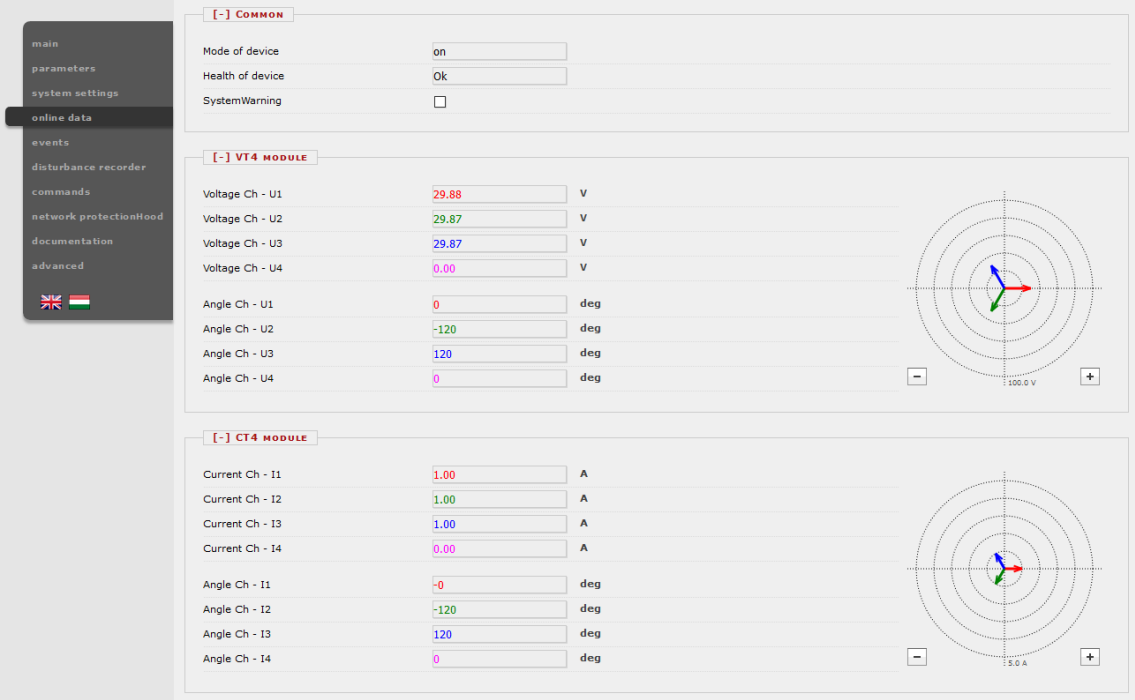 main
parameters
system settings
online data
events
disturbance recorder
commands
network protectionHood
documentation
advanced
[-] COMMON
Mode of device on
Health of device Ok
SystemWarning
[-] VT4 MODULE
Voltage Ch - U1 29.88 V
Voltage Ch - U2 29.87 V
Voltage Ch - U3 29.87 V
Voltage Ch - U4 0.00 V
Angle Ch - U1 0 deg
Angle Ch - U2 -120 deg
Angle Ch - U3 120 deg
Angle Ch - U4 0 deg
− 100.0 V +
[-] CT4 MODULE
Current Ch - I1 1.00 A
Current Ch - I2 1.00 A
Current Ch - I3 1.00 A
Current Ch - I4 0.00 A
Angle Ch - I1 -0 deg
Angle Ch - I2 -120 deg
Angle Ch - I3 120 deg
Angle Ch - I4 0 deg
− 5.0 A +